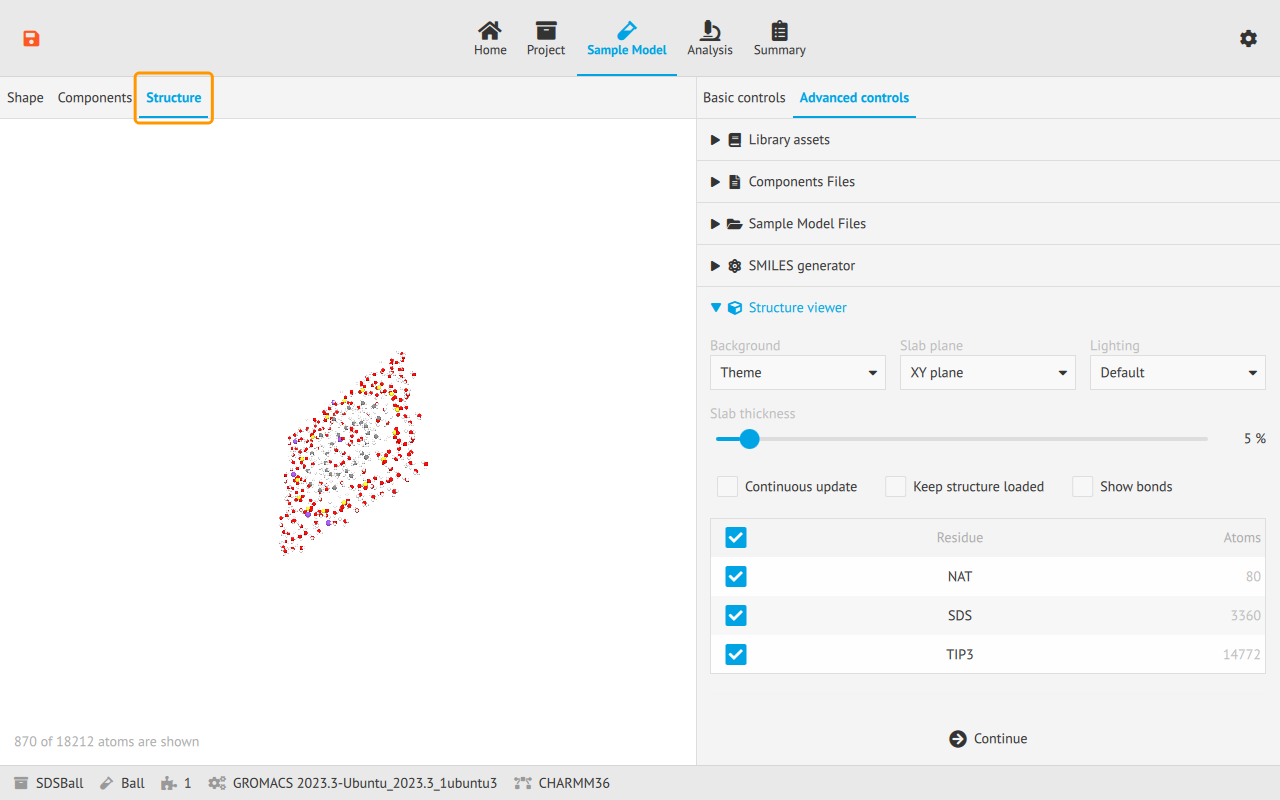 Home Project Sample Model Analysis Summary
Shape Components Structure
Basic controls Advanced controls
Library assets
Components Files
Sample Model Files
SMILES generator
Structure viewer
Background Slab plane Lighting
Theme XY plane Default
Slab thickness
5 %
Continuous update Keep structure loaded Show bonds
Residue Atoms
NAT 80
SDS 3360
TIP3 14772
870 of 18212 atoms are shown
Continue
SDSBall Ball 1 GROMACS 2023.3-Ubuntu_2023.3_1ubuntu3 CHARMM36